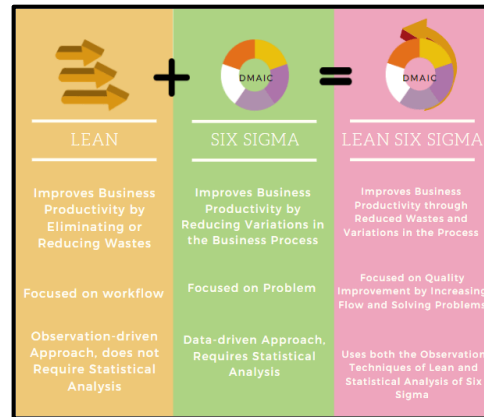 +
=
DMAIC
DMAIC
LEAN
Improves Business
Productivity by
Eliminating or
Reducing Wastes
Focused on workflow
Observation-driven
Approach, does not
Require Statistical
Analysis
SIX SIGMA
Improves Business
Productivity by
Reducing Variations in
the Business Process
Focused on Problem
Data-driven Approach,
Requires Statistical
Analysis
LEAN SIX SIGMA
Improves Business
Productivity through
Reduced Wastes and
Variations in the Process
Focused on Quality
Improvement by Increasing
Flow and Solving Problems
Uses both the Observation
Techniques of Lean and
Statistical Analysis of Six
Sigma